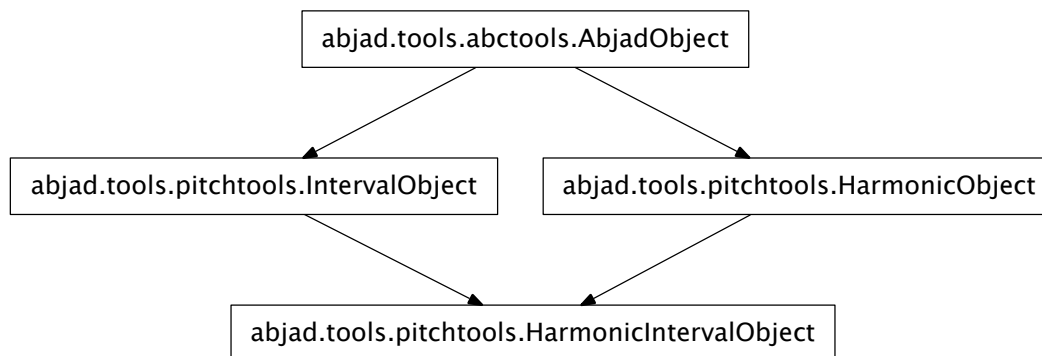 abjad.tools.abctools.AbjadObject
abjad.tools.pitchtools.IntervalObject
abjad.tools.pitchtools.HarmonicObject
abjad.tools.pitchtools.HarmonicIntervalObject